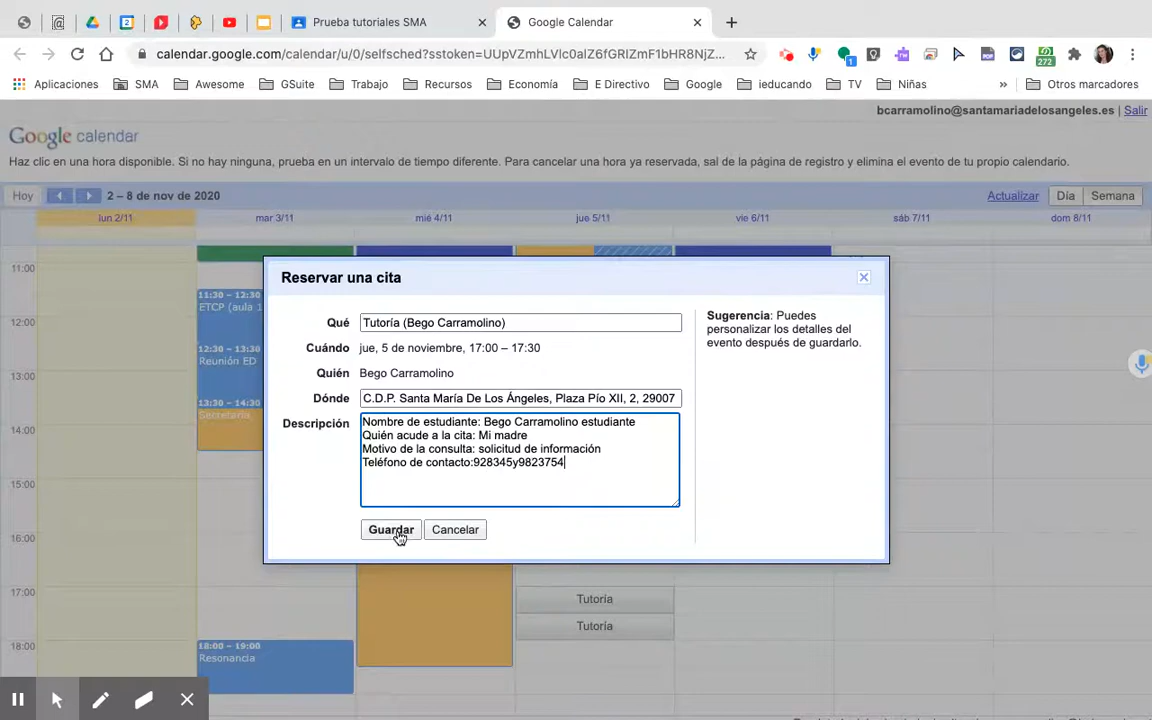 Prueba tutoriales SMA
Google Calendar
calendar.google.com/calendar/u/0/selfsched?sstoken=UUpVZmhLVlc0alZ6fGRlZmF1bHR8NjZ...
Aplicaciones SMA Awesome GSuite Trabajo Recursos Economía E Directivo Google ieducando TV Niñas » Otros marcadores
bcarramolino@santamariadelosangeles.es | Salir
Google calendar
Haz clic en una hora disponible. Si no hay ninguna, prueba en un intervalo de tiempo diferente. Para cancelar una hora ya reservada, sal de la página de registro y elimina el evento de tu propio calendario.
Hoy 2 – 8 de nov de 2020 Actualizar Día Semana
lun 2/11 mar 3/11 mié 4/11 jue 5/11 vie 6/11 sáb 7/11 dom 8/11
11:00
11:30 – 12:30
ETCP (aula 1
12:00
12:30 – 13:30
Reunión ED
13:00
13:30 – 14:30
Secretaría
15:00
16:00
17:00
18:00
18:00 – 19:00
Resonancia
Tutoría
Tutoría
Reservar una cita
Qué Tutoría (Bego Carramolino)
Cuándo jue, 5 de noviembre, 17:00 – 17:30
Quién Bego Carramolino
Dónde C.D.P. Santa María De Los Ángeles, Plaza Pío XII, 2, 29007
Descripción Nombre de estudiante: Bego Carramolino estudiante
Quién acude a la cita: Mi madre
Motivo de la consulta: solicitud de información
Teléfono de contacto:928345y9823754
Guardar Cancelar
Sugerencia: Puedes
personalizar los detalles del
evento después de guardarlo.
272
1